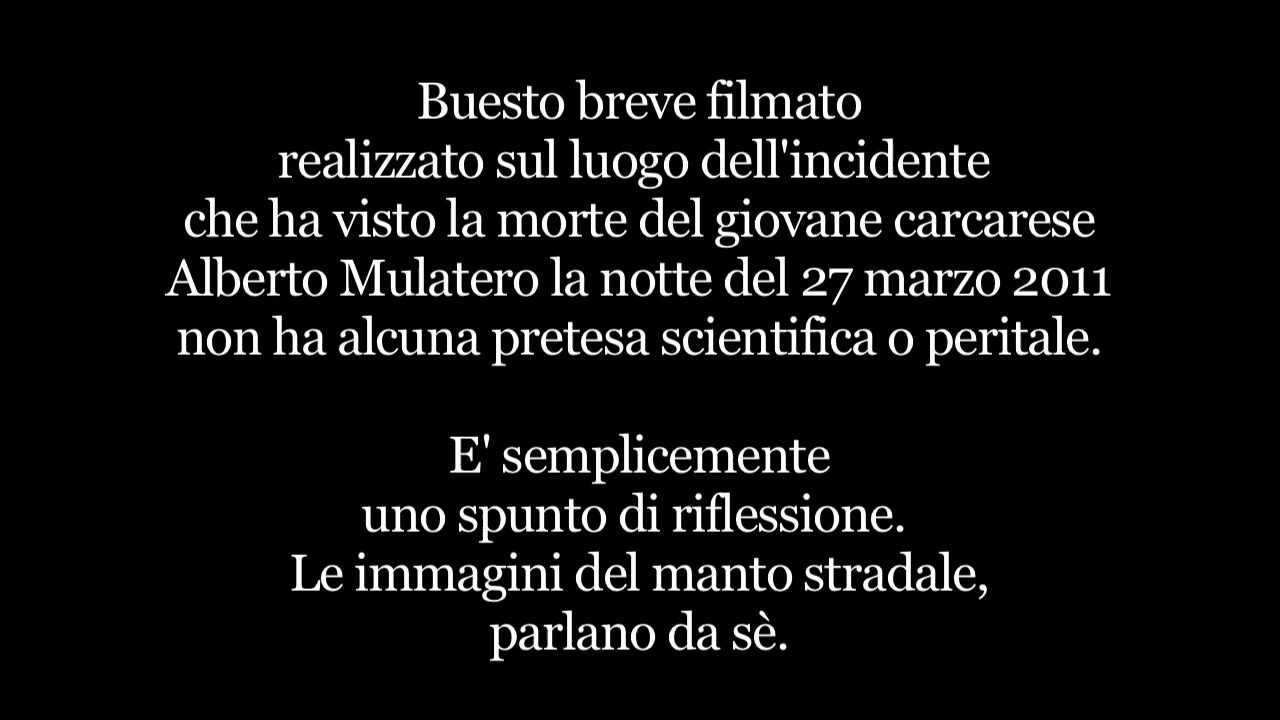 Buesto breve filmato
realizzato sul luogo dell'incidente
che ha visto la morte del giovane carcarese
Alberto Mulatero la notte del 27 marzo 2011
non ha alcuna pretesa scientifica o peritale.
E' semplicemente
uno spunto di riflessione.
Le immagini del manto stradale,
parlano da sè.